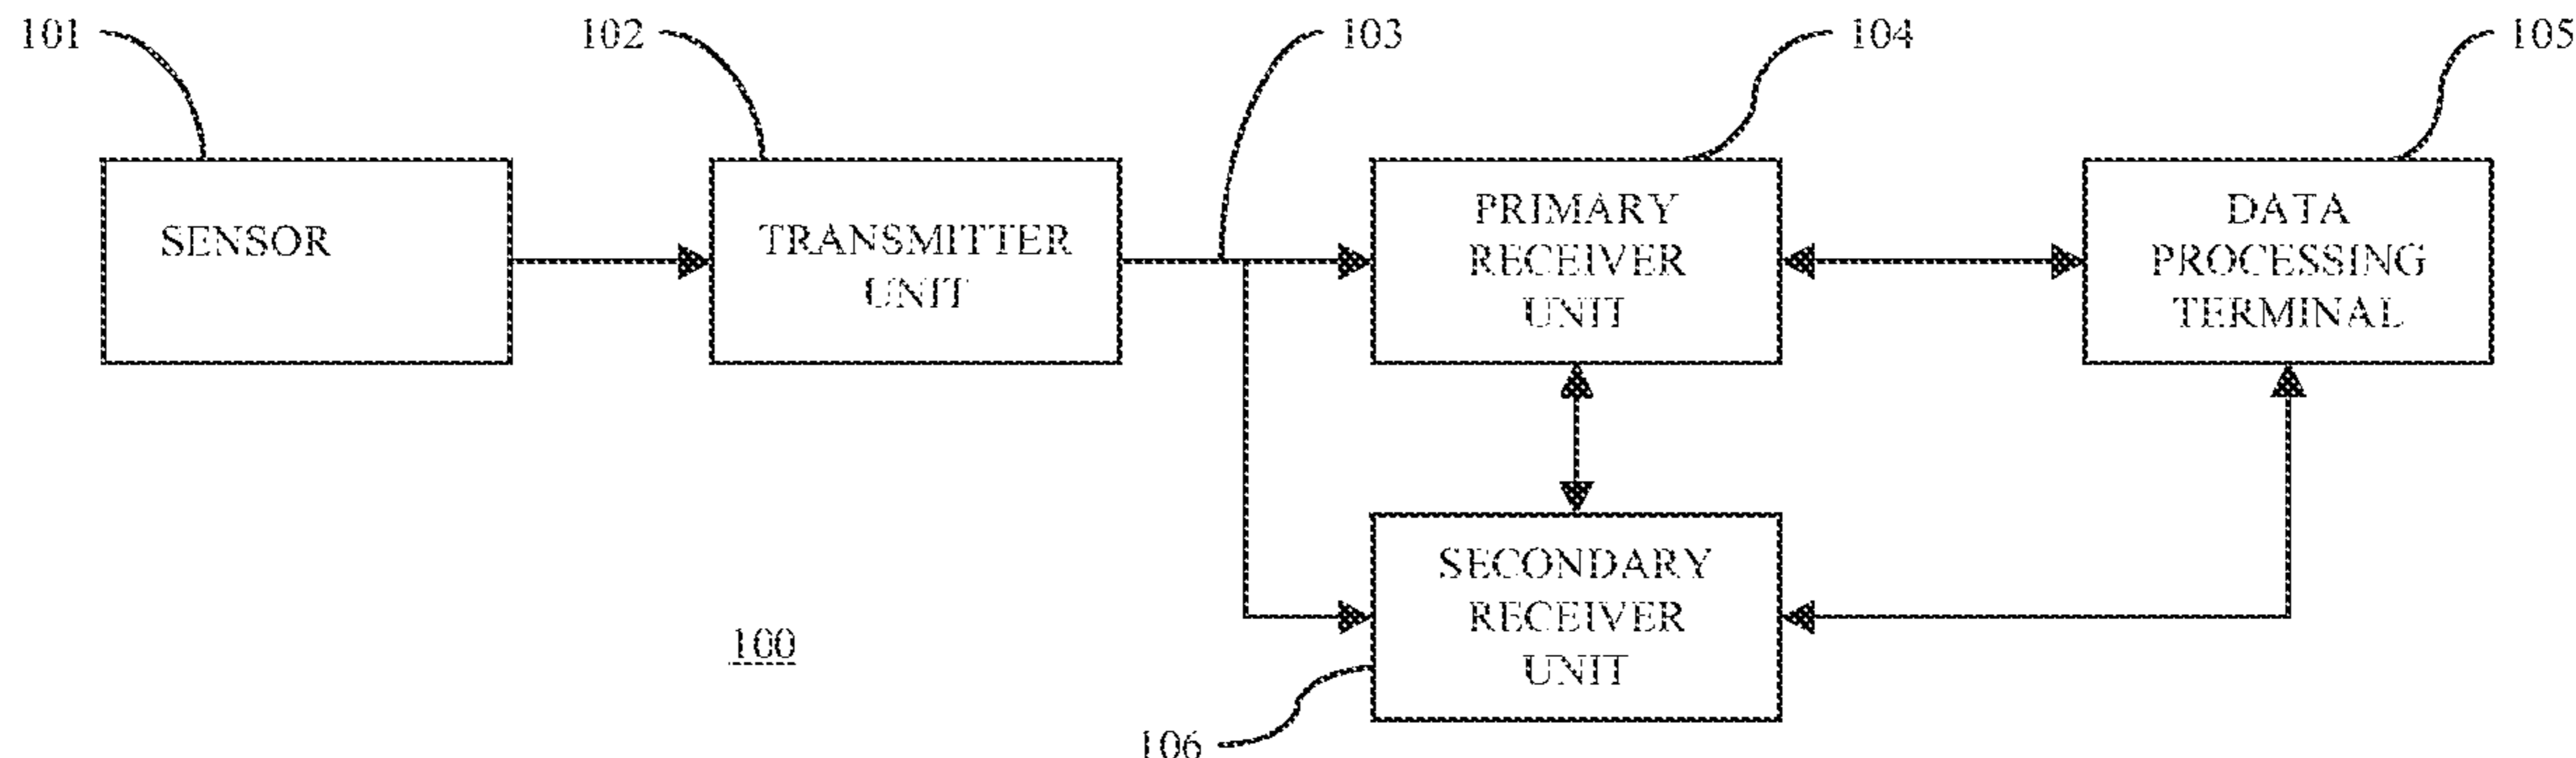 101
102
103
104
105
SENSOR
TRANSMITTER
UNIT
PRIMARY
RECEIVER
UNIT
DATA
PROCESSING
TERMINAL
SECONDARY
RECEIVER
UNIT
100
106